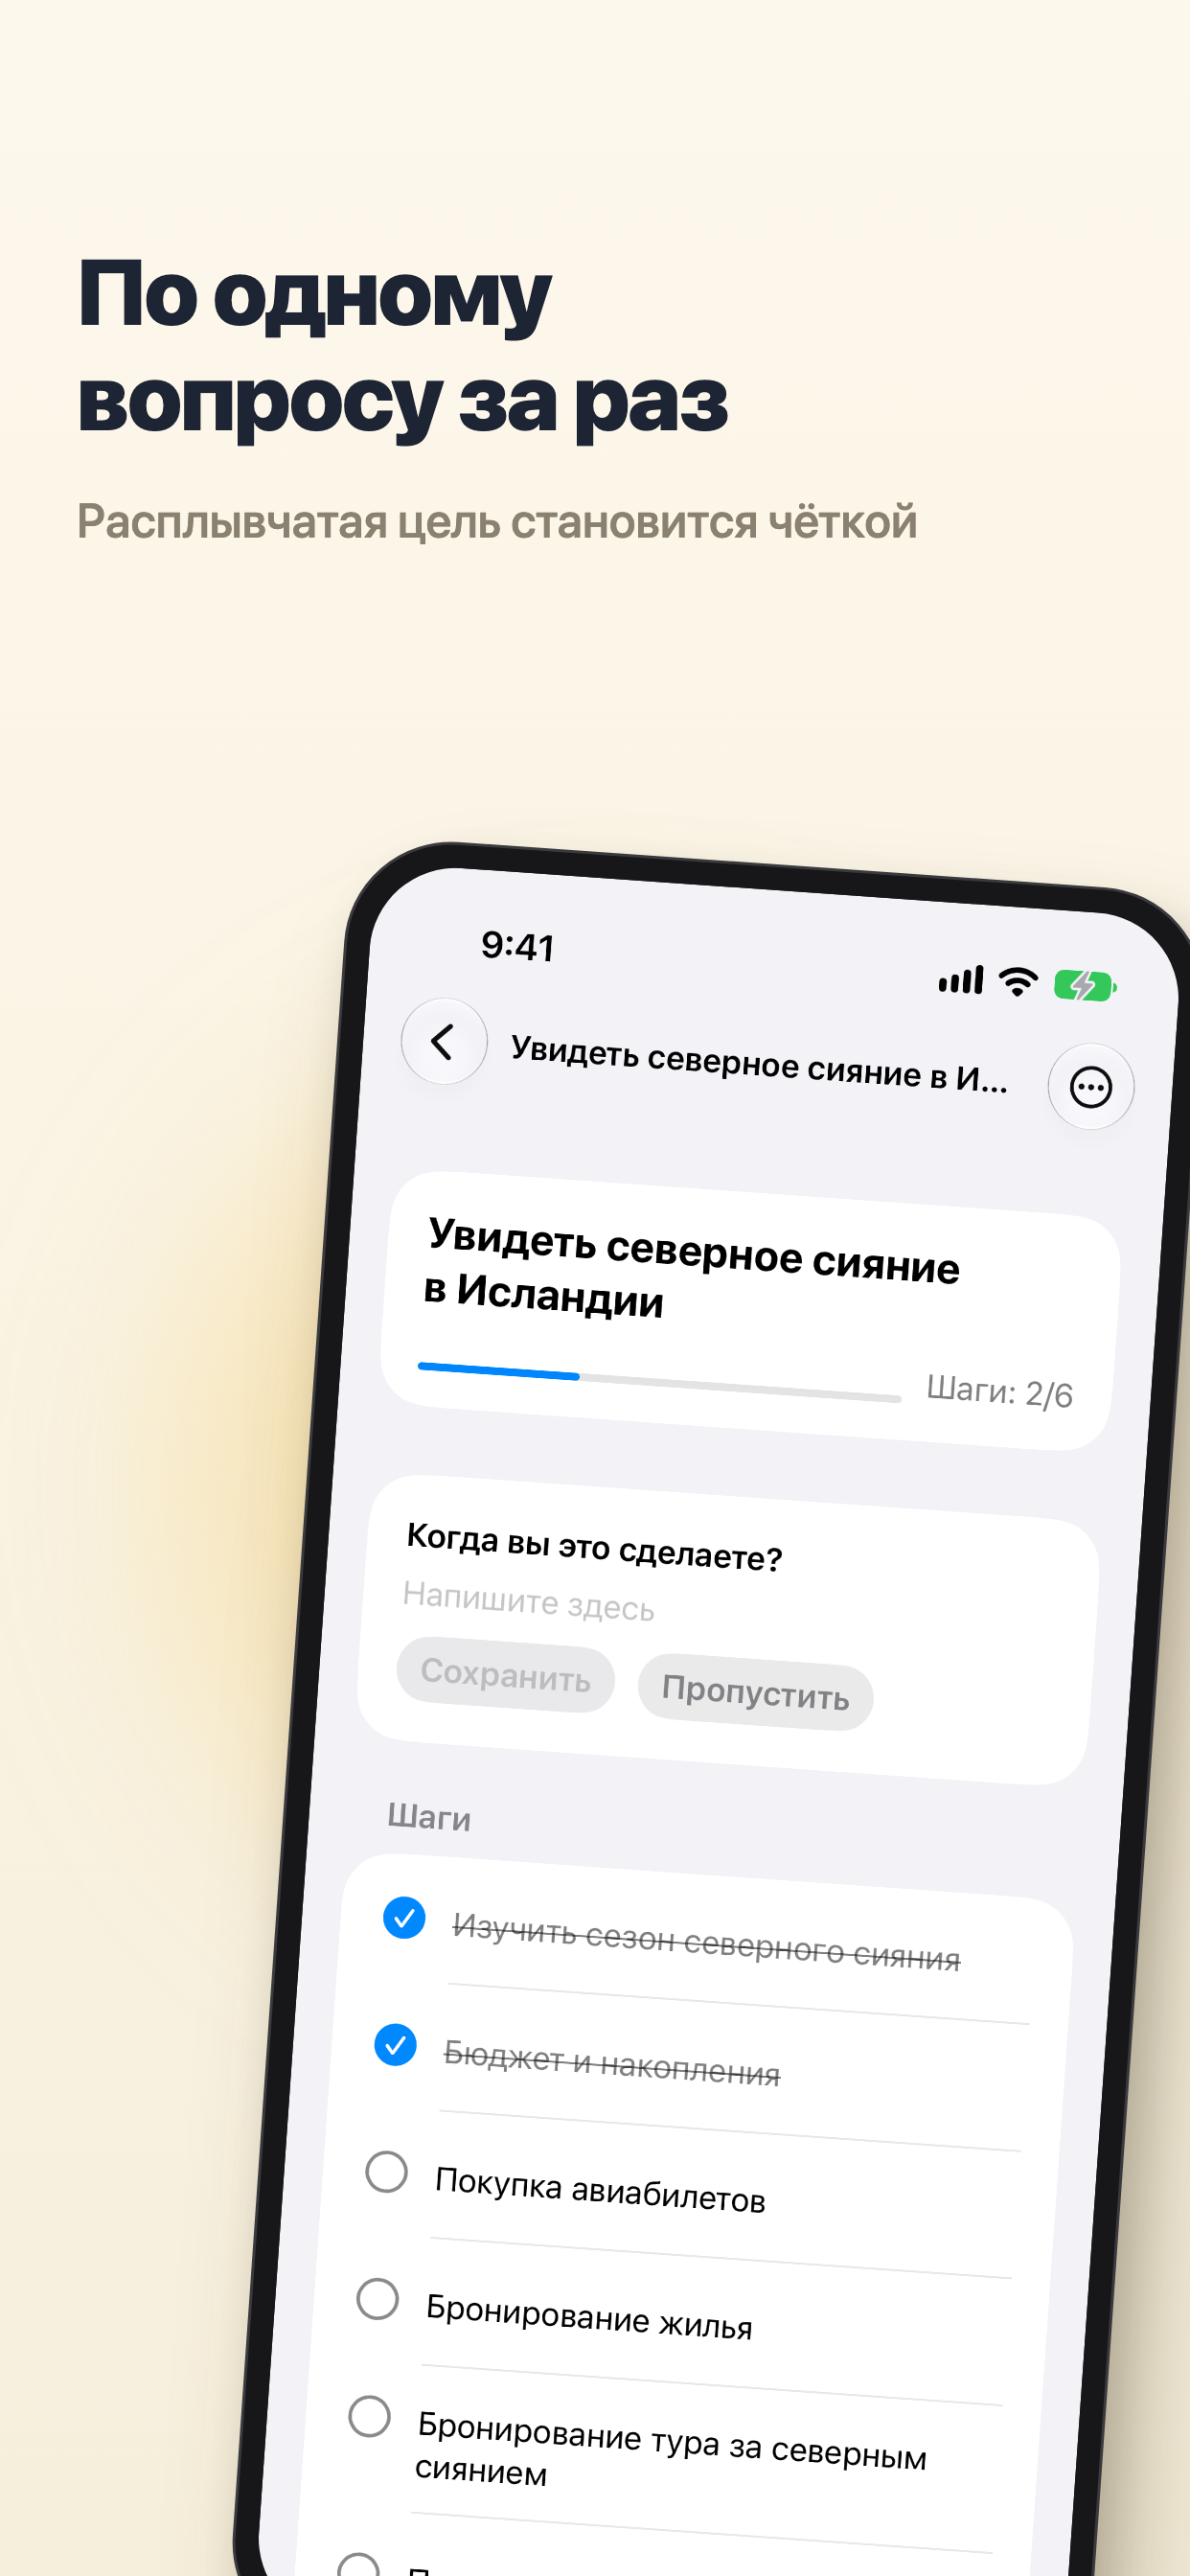 По одному
вопросу за раз
Расплывчатая цель становится чёткой
9:41
Увидеть северное сияние в И...
Увидеть северное сияние
в Исландии
Шаги: 2/6
Когда вы это сделаете?
Напишите здесь
Сохранить
Пропустить
Шаги
Изучить сезон северного сияния
Бюджет и накопления
Покупка авиабилетов
Бронирование жилья
Бронирование тура за северным
сиянием